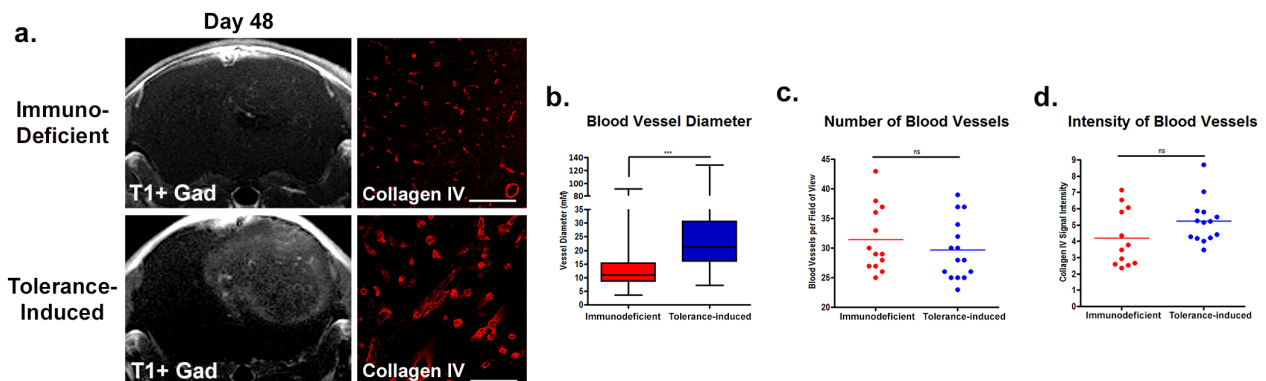 a.
Day 48
Immuno-
Deficient
T1+ Gad
Collagen IV
Tolerance-
Induced
T1+ Gad
Collagen IV
b.
Blood Vessel Diameter
***
Vessel Diameter (mM)
140
120
100
80
35
30
25
20
15
10
5
0
Immunodeficient
Tolerance-induced
c.
Number of Blood Vessels
ns
Blood Vessels per Field of View
45
40
35
30
25
20
Immunodeficient
Tolerance-induced
d.
Intensity of Blood Vessels
ns
Collagen IV Signal Intensity
9
8
7
6
5
4
3
2
1
0
Immunodeficient
Tolerance-induced